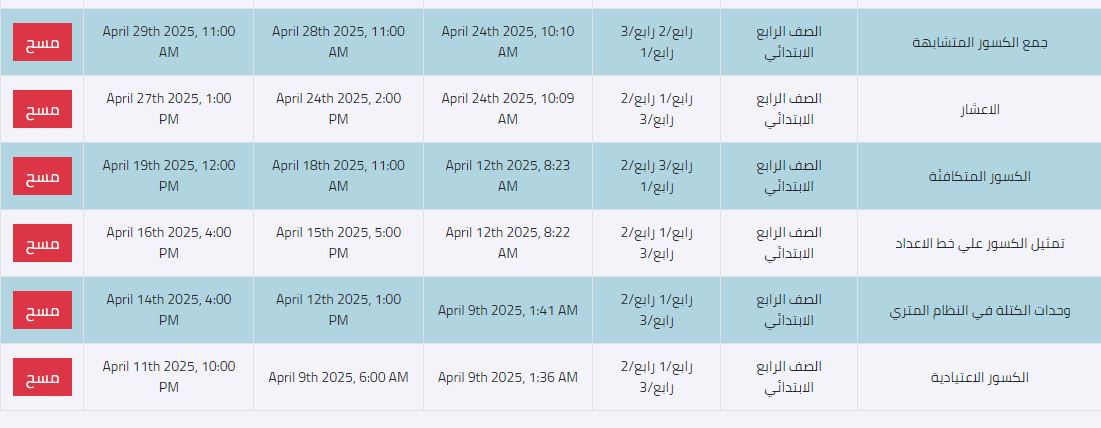 جمع الكسور المتشابهة
الصف الرابع
الابتدائي
رابع/2 رابع/3
رابع/1
April 24th 2025, 10:10
AM
April 28th 2025, 11:00
AM
April 29th 2025, 11:00
AM
مسح
الاعشار
الصف الرابع
الابتدائي
رابع/1 رابع/2
رابع/3
April 24th 2025, 10:09
AM
April 24th 2025, 2:00
PM
April 27th 2025, 1:00
PM
مسح
الكسور المتكافئة
الصف الرابع
الابتدائي
رابع/3 رابع/2
رابع/1
April 12th 2025, 8:23
AM
April 18th 2025, 11:00
AM
April 19th 2025, 12:00
PM
مسح
تمثيل الكسور علي خط الاعداد
الصف الرابع
الابتدائي
رابع/1 رابع/2
رابع/3
April 12th 2025, 8:22
AM
April 15th 2025, 5:00
PM
April 16th 2025, 4:00
PM
مسح
وحدات الكتلة في النظام المتري
الصف الرابع
الابتدائي
رابع/1 رابع/2
رابع/3
April 9th 2025, 1:41 AM
April 12th 2025, 1:00
PM
April 14th 2025, 4:00
PM
مسح
الكسور الاعتيادية
الصف الرابع
الابتدائي
رابع/1 رابع/2
رابع/3
April 9th 2025, 1:36 AM
April 9th 2025, 6:00 AM
April 11th 2025, 10:00
PM
مسح